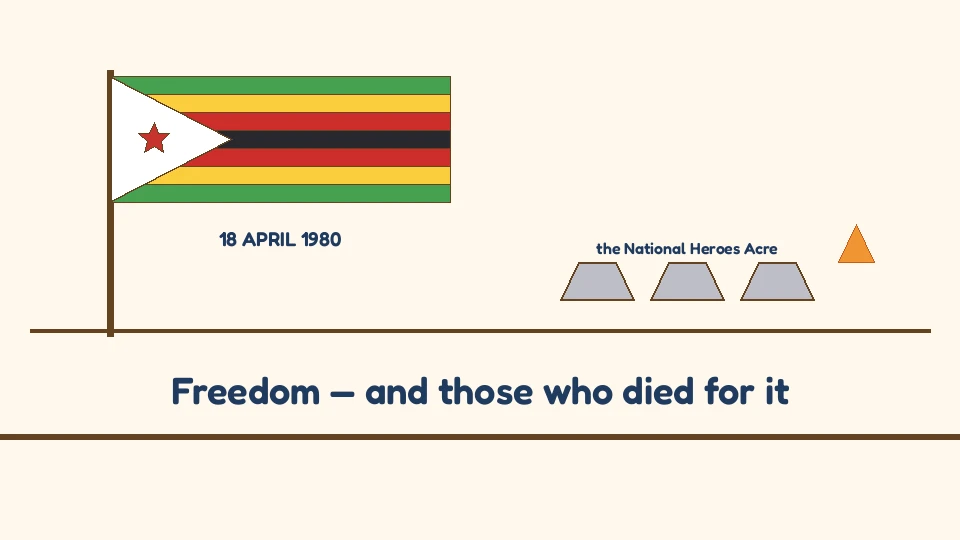 18 APRIL 1980
the National Heroes Acre
Freedom — and those who died for it